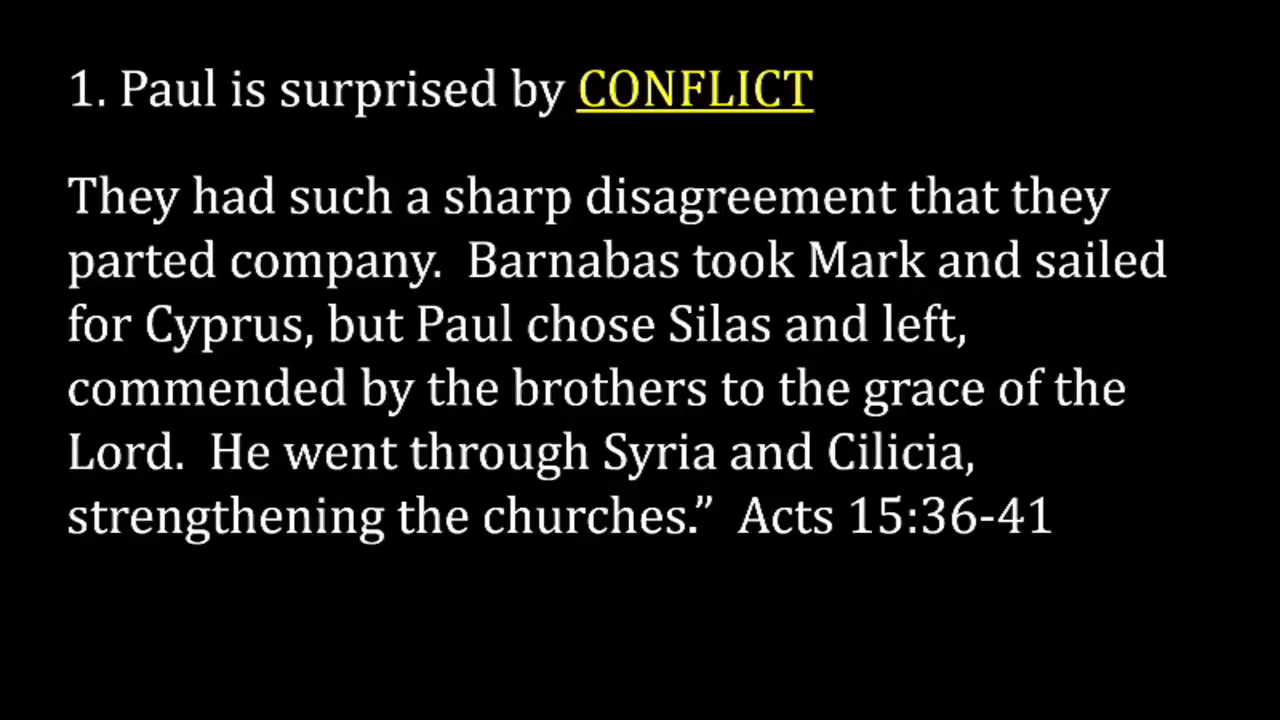 1. Paul is surprised by CONFLICT
They had such a sharp disagreement that they
parted company.  Barnabas took Mark and sailed
for Cyprus, but Paul chose Silas and left,
commended by the brothers to the grace of the
Lord.  He went through Syria and Cilicia,
strengthening the churches.”  Acts 15:36-41